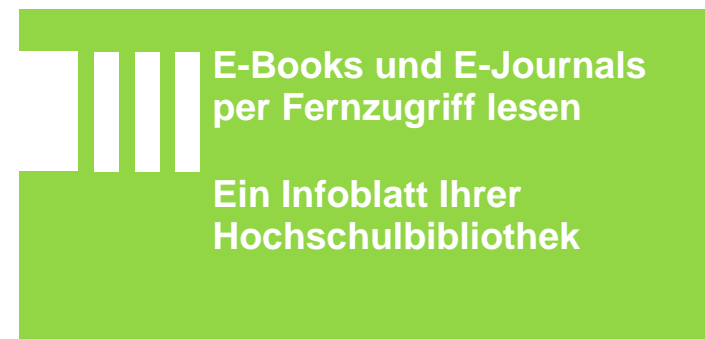 E-Books und E-Journals
per Fernzugriff lesen
Ein Infoblatt Ihrer
Hochschulbibliothek